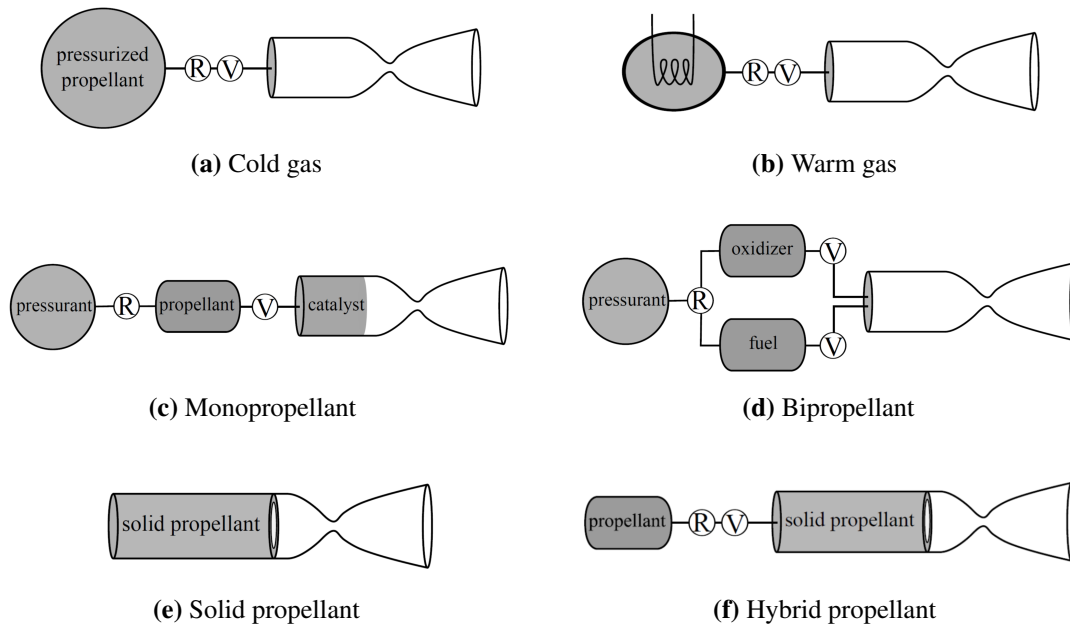 pressurized
propellant
R
V
(a) Cold gas
R
V
(b) Warm gas
pressurant
R
propellant
V
catalyst
(c) Monopropellant
pressurant
R
oxidizer
V
fuel
V
(d) Bipropellant
solid propellant
(e) Solid propellant
propellant
R
V
solid propellant
(f) Hybrid propellant